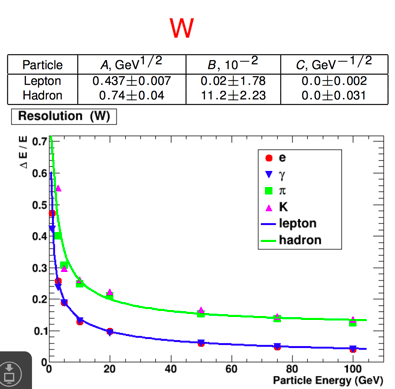 W
Particle A, GeV^1/2 B, 10^−2 C, GeV^−1/2
Lepton 0.437±0.007 0.02±1.78 0.0±0.002
Hadron 0.74±0.04 11.2±2.23 0.0±0.031
Resolution (W)
Δ E / E
0.7
0.6
0.5
0.4
0.3
0.2
0.1
0
e
γ
π
K
lepton
hadron
0 20 40 60 80 100
Particle Energy (GeV)